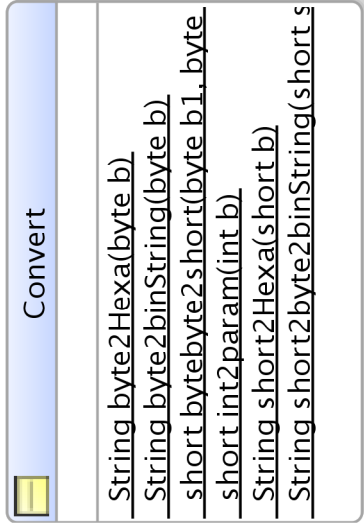 Convert
String byte2Hexa(byte b)
String byte2binString(byte b)
short bytebyte2short(byte b1, byte
short int2param(int b)
String short2Hexa(short b)
String short2byte2binString(short s